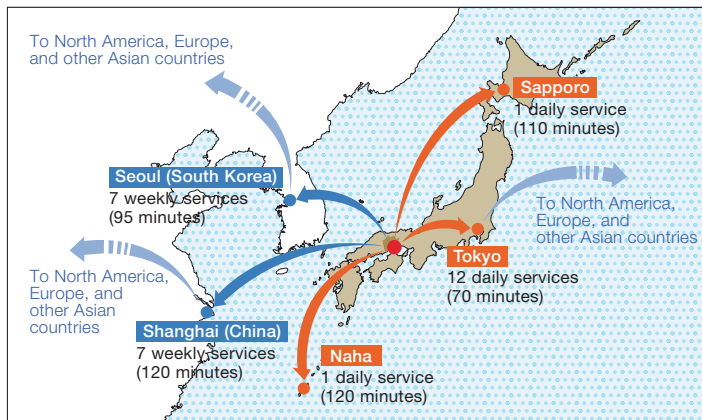 To North America, Europe,
and other Asian countries
Sapporo
1 daily service
(110 minutes)
Seoul (South Korea)
7 weekly services
(95 minutes)
To North America,
Europe, and
other Asian countries
To North America,
Europe, and
other Asian
countries
Tokyo
12 daily services
(70 minutes)
Shanghai (China)
7 weekly services
(120 minutes)
Naha
1 daily service
(120 minutes)